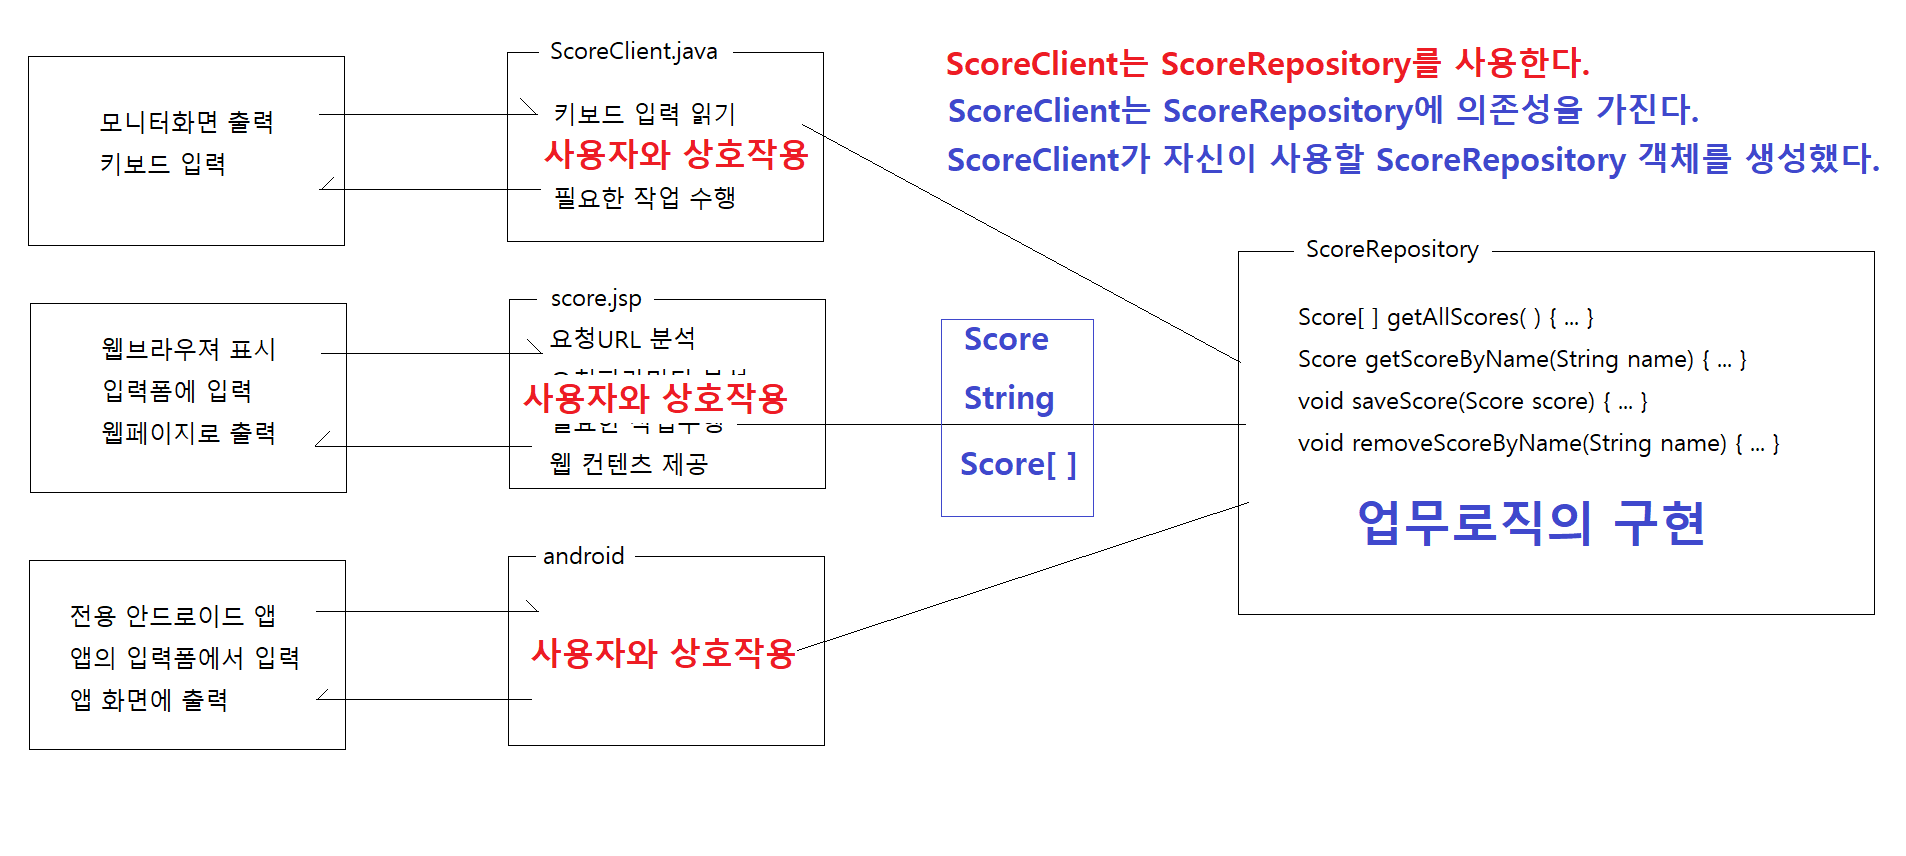 ScoreClient.java
모니터화면 출력
키보드 입력
키보드 입력 읽기
사용자와 상호작용
필요한 작업 수행
ScoreClient는 ScoreRepository를 사용한다.
ScoreClient는 ScoreRepository에 의존성을 가진다.
ScoreClient가 자신이 사용할 ScoreRepository 객체를 생성했다.
score.jsp
웹브라우져 표시
입력폼에 입력
웹페이지로 출력
요청URL 분석
사용자와 상호작용
웹 컨텐츠 제공
Score
String
Score[ ]
ScoreRepository
Score[ ] getAllScores( ) { ... }
Score getScoreByName(String name) { ... }
void saveScore(Score score) { ... }
void removeScoreByName(String name) { ... }
업무로직의 구현
android
전용 안드로이드 앱
앱의 입력폼에서 입력
앱 화면에 출력
사용자와 상호작용